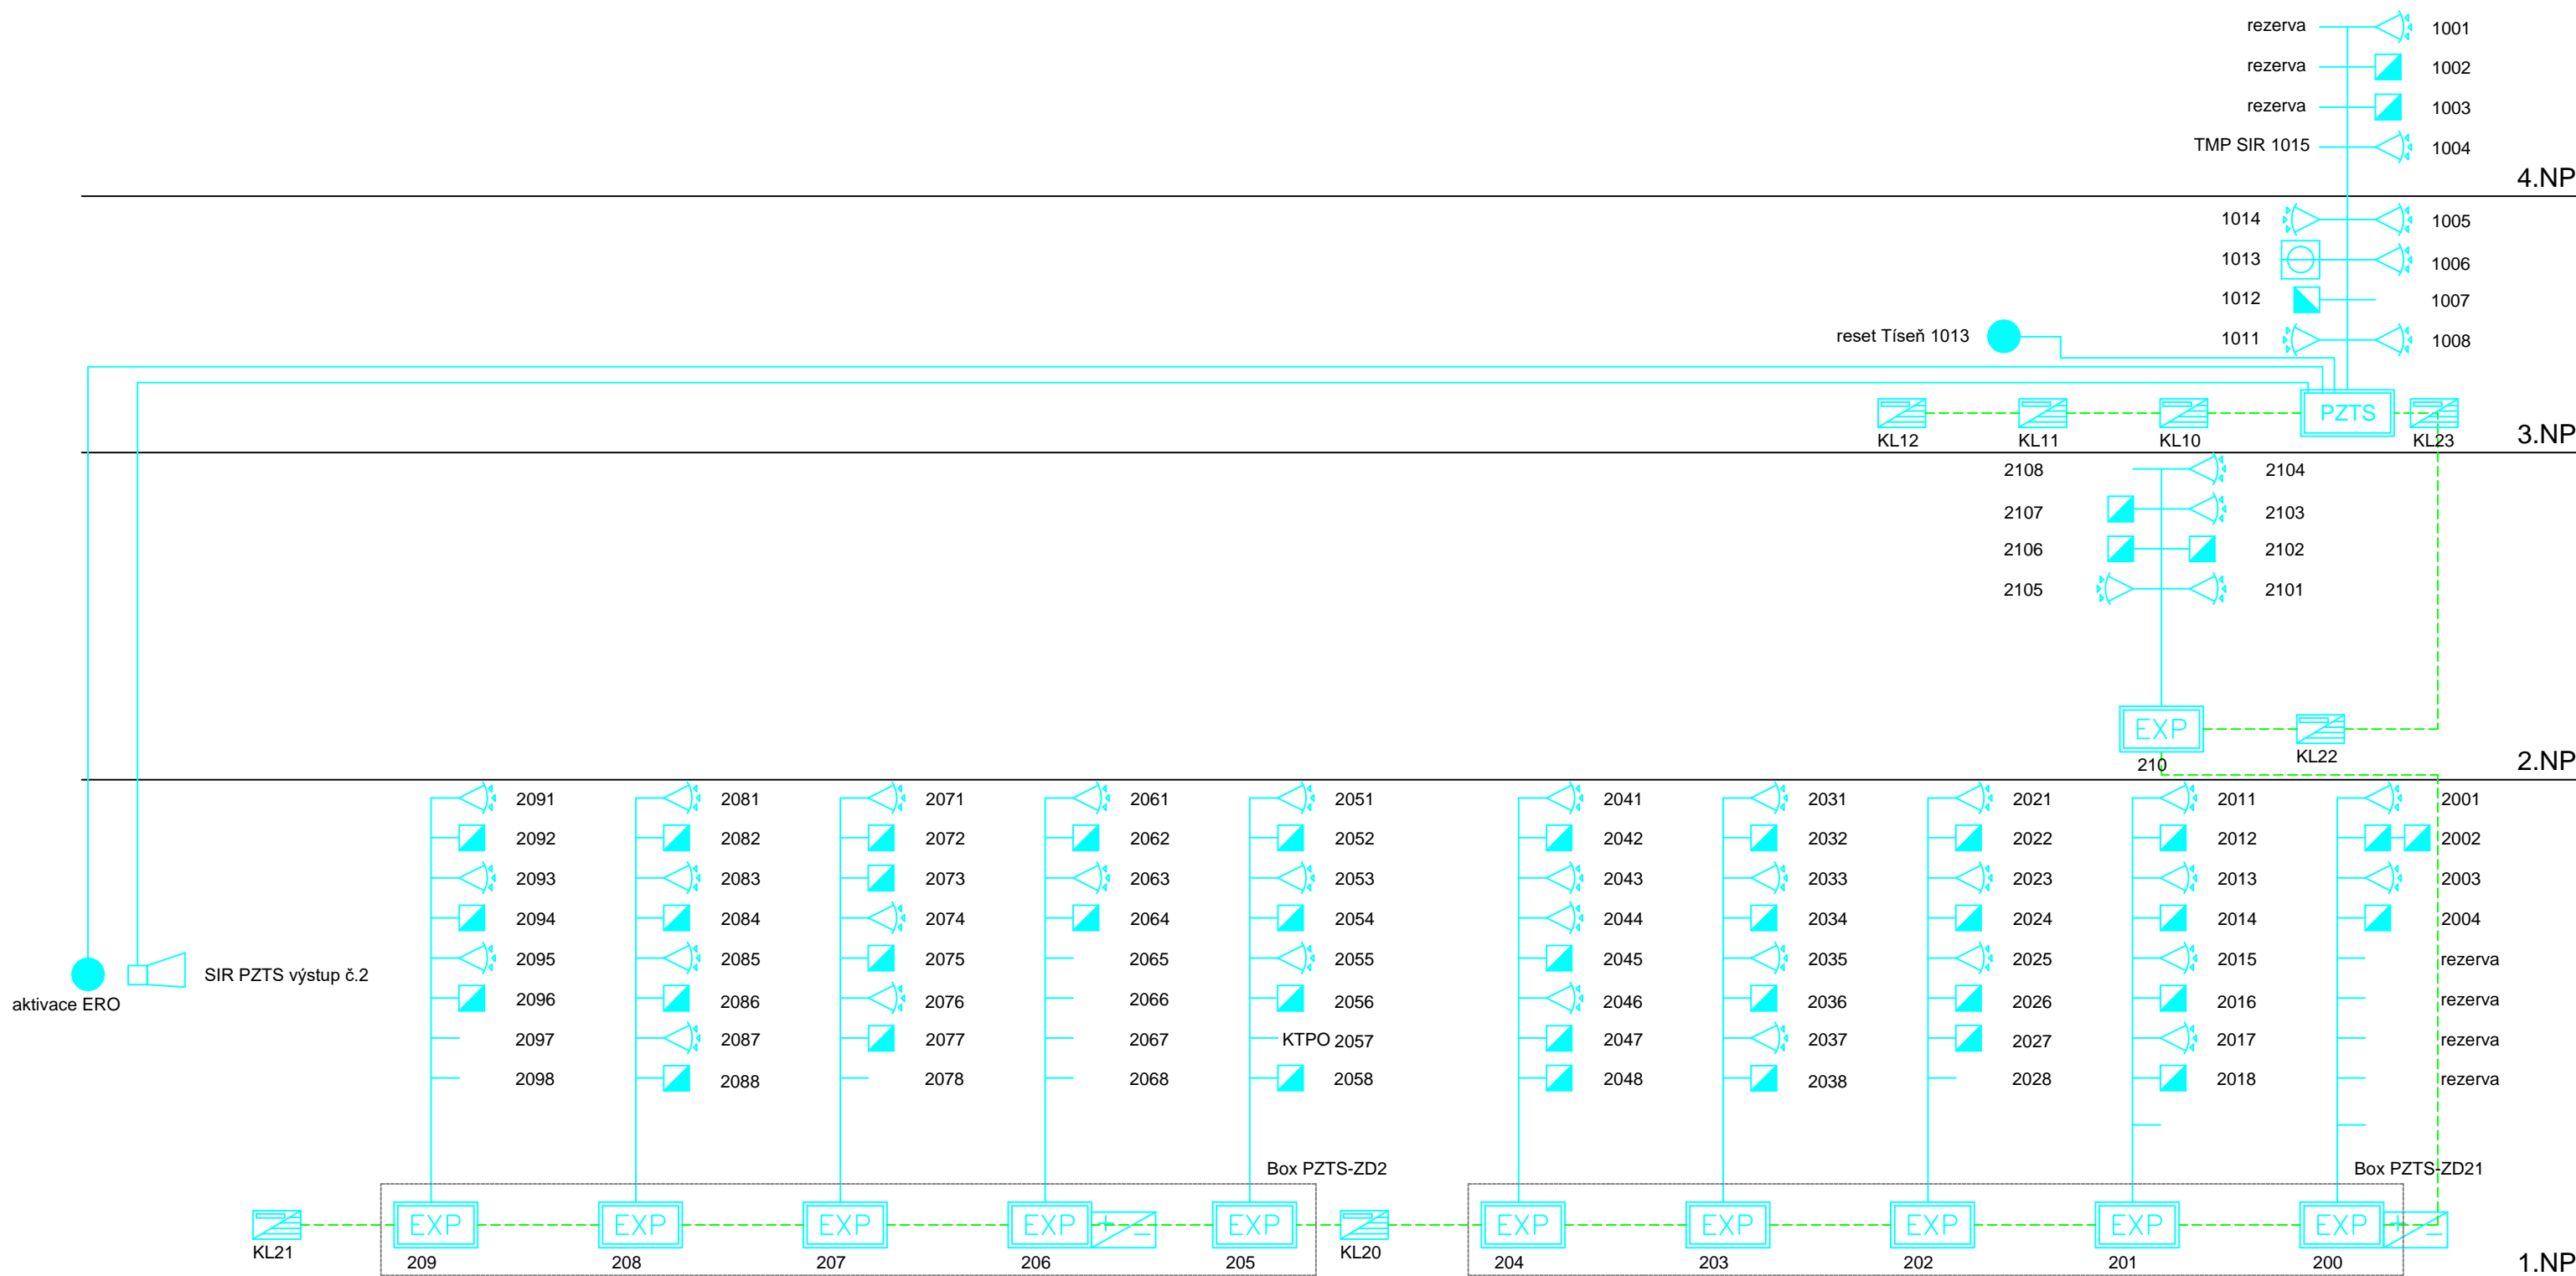 rezerva 1001
rezerva 1002
rezerva 1003
TMP SIR 1015 1004
4.NP
1014 1005
1013 1006
1012 1007
reset Tíseň 1013
1011 1008
PZTS
KL12 KL11 KL10 KL23
3.NP
2108 2104
2107 2103
2106 2102
2105 2101
EXP
210 KL22
2.NP
2091 2081 2071 2061 2051 2041 2031 2021 2011 2001
2092 2082 2072 2062 2052 2042 2032 2022 2012 2002
2093 2083 2073 2063 2053 2043 2033 2023 2013 2003
2094 2084 2074 2064 2054 2044 2034 2024 2014 2004
2095 2085 2075 2065 2055 2045 2035 2025 2015 rezerva
SIR PZTS výstup č.2
aktivace ERO
2096 2086 2076 2066 2056 2046 2036 2026 2016 rezerva
2097 2087 2077 2067 KTPO 2057 2047 2037 2027 2017 rezerva
2098 2088 2078 2068 2058 2048 2038 2028 2018 rezerva
Box PZTS-ZD2 Box PZTS-ZD21
EXP EXP EXP EXP EXP EXP EXP EXP EXP EXP
KL21 KL20
209 208 207 206 205 204 203 202 201 200
1.NP